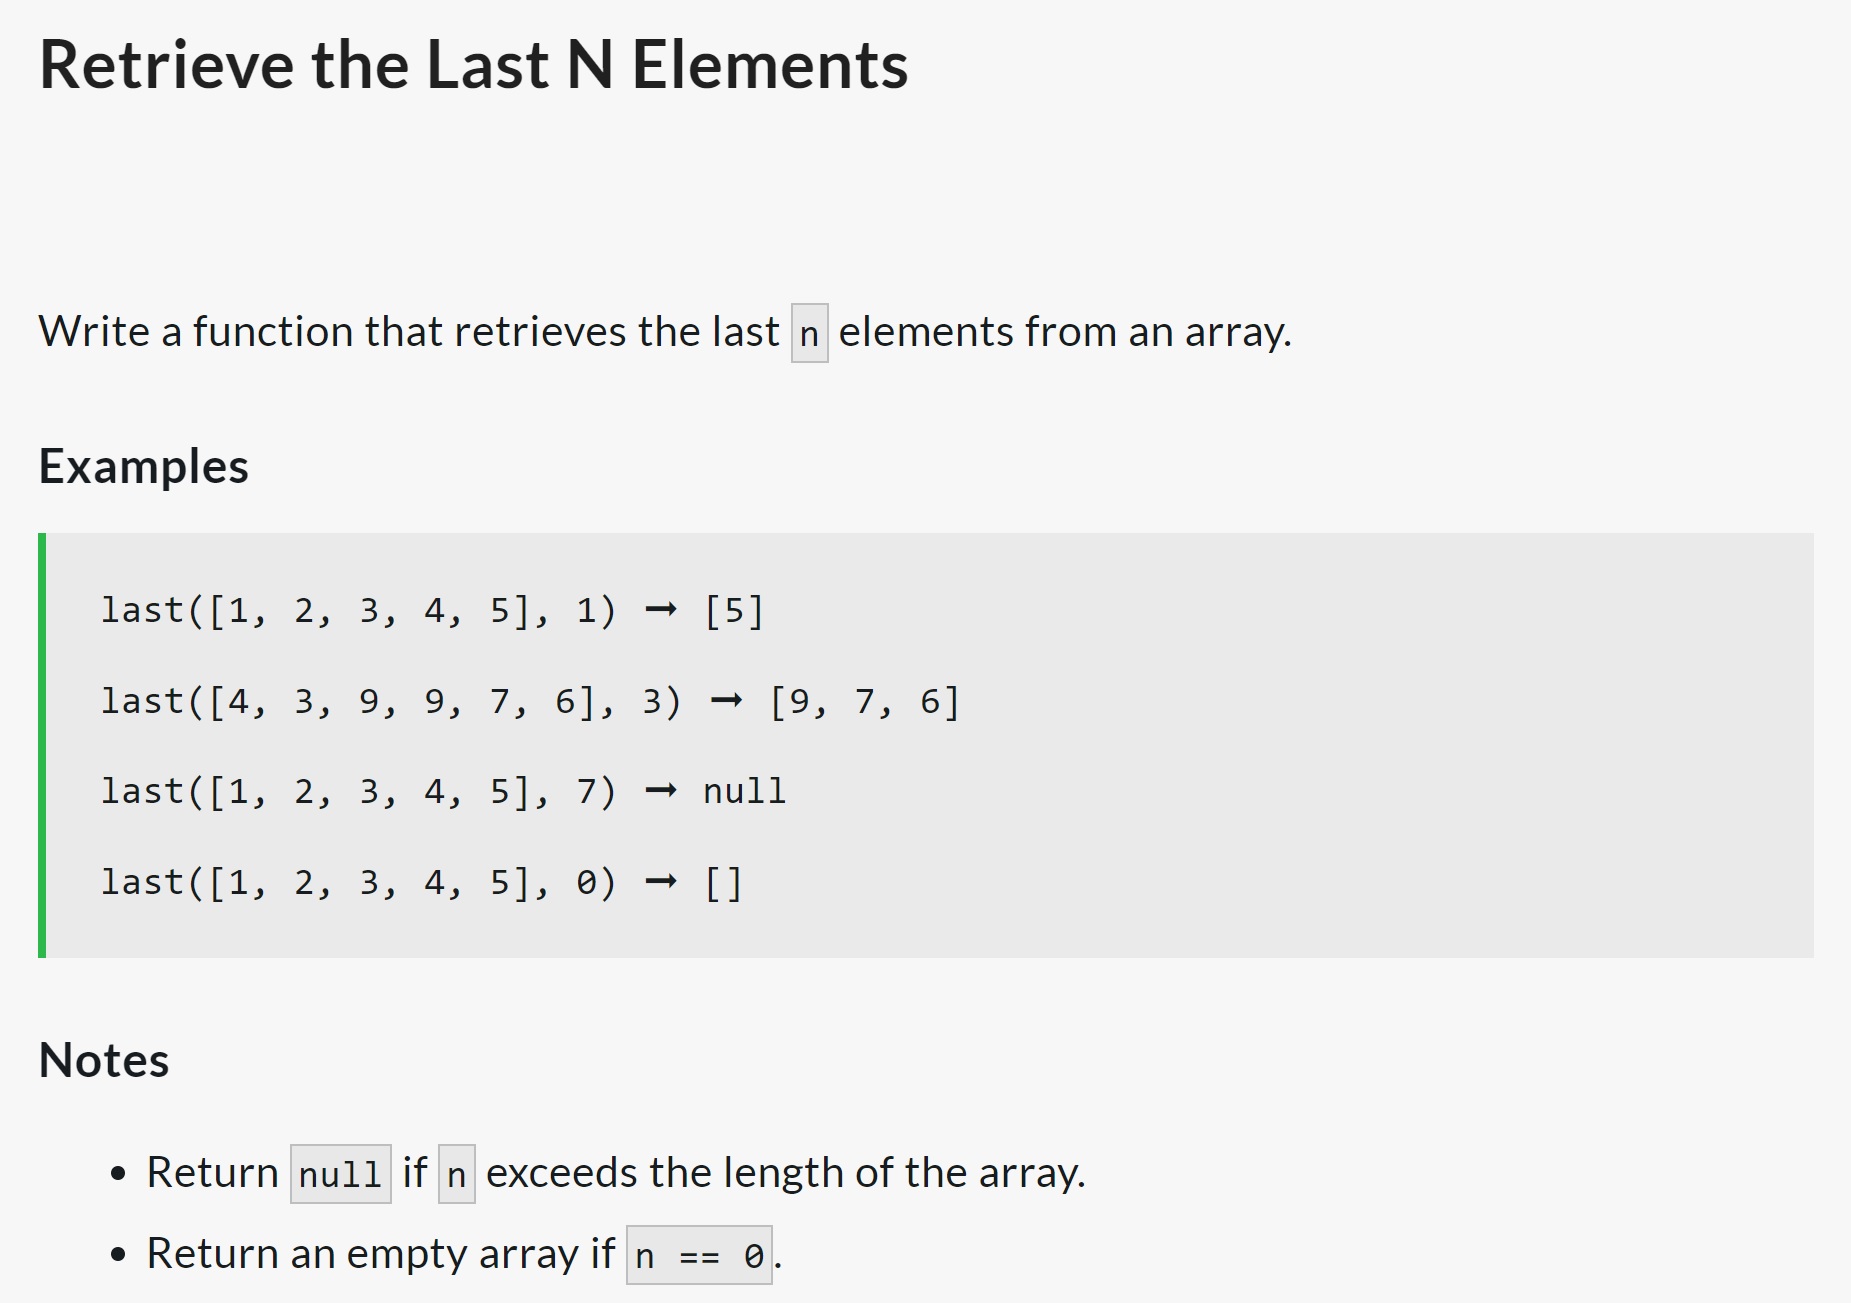 Retrieve the Last N Elements
Write a function that retrieves the last n elements from an array.
Examples
last([1, 2, 3, 4, 5], 1) ➞ [5]
last([4, 3, 9, 9, 7, 6], 3) ➞ [9, 7, 6]
last([1, 2, 3, 4, 5], 7) ➞ null
last([1, 2, 3, 4, 5], 0) ➞ []
Notes
• Return null if n exceeds the length of the array.
• Return an empty array if n == 0.